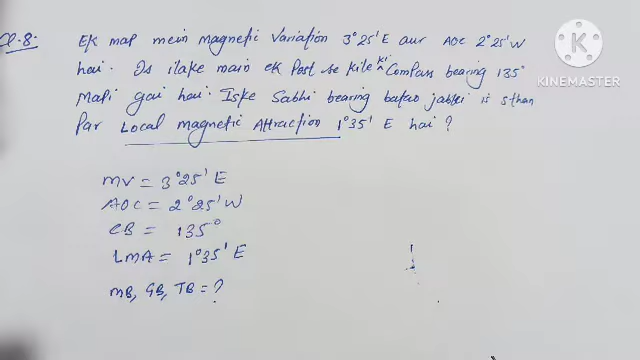 Q.8.
Ek map mein magnetic Variation 3°25'E aur AOC 2°25'W
hai. Is ilake main ek Post se kile ki Compass bearing 135°
Mapi gai hai. Iske Sabhi bearing batao jabki is sthan
Par Local Magnetic Attraction 1°35' E hai ?
MV = 3°25' E
AOC = 2°25' W
CB = 135°
LMA = 1°35' E
MB, GB, TB = ?
K
KINEMASTER